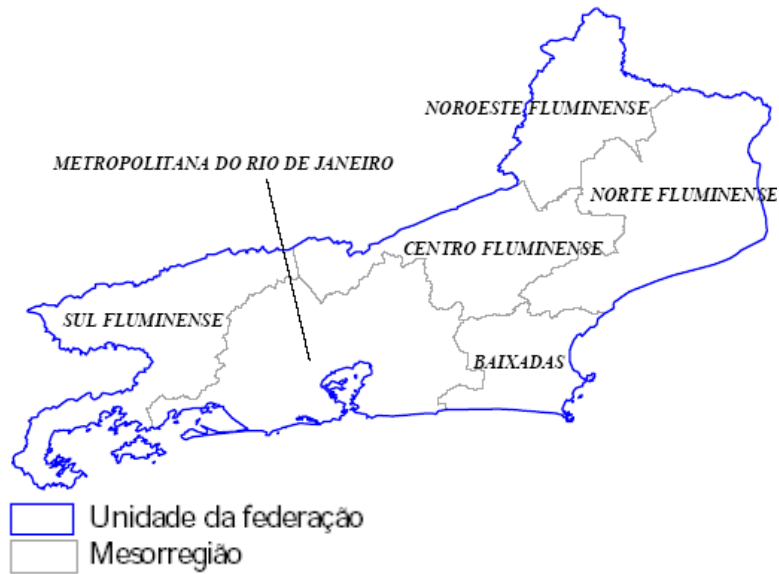 NOROESTE FLUMINENSE
METROPOLITANA DO RIO DE JANEIRO
NORTE FLUMINENSE
CENTRO FLUMINENSE
SUL FLUMINENSE
BAIXADAS
Unidade da federação
Mesorregião